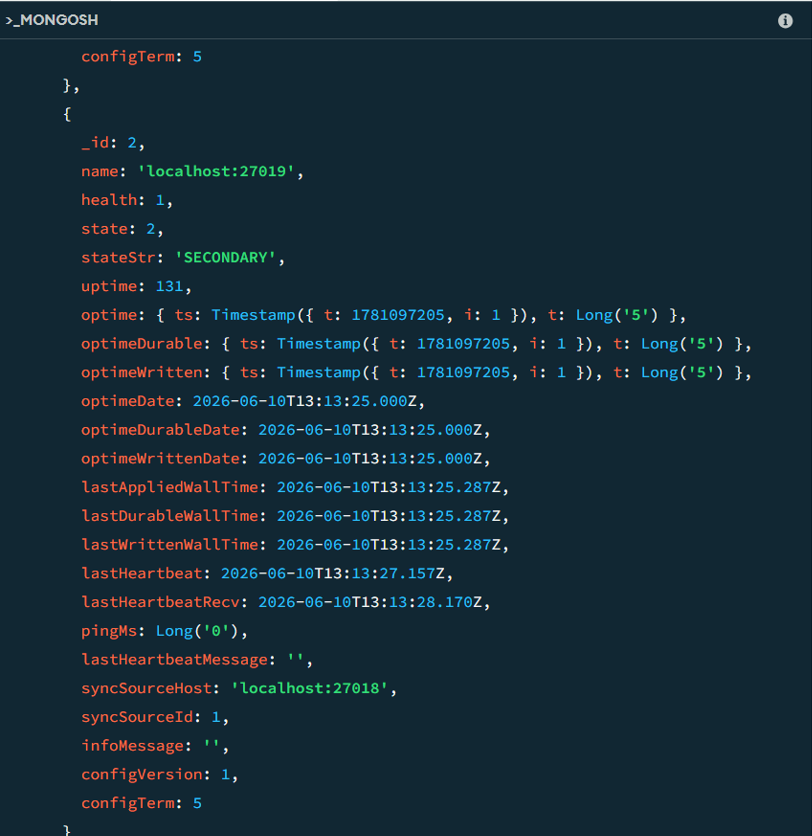 >_MONGOSH
configTerm: 5
},
{
_id: 2,
name: 'localhost:27019',
health: 1,
state: 2,
stateStr: 'SECONDARY',
uptime: 131,
optime: { ts: Timestamp({ t: 1781097205, i: 1 }), t: Long('5') },
optimeDurable: { ts: Timestamp({ t: 1781097205, i: 1 }), t: Long('5') },
optimeWritten: { ts: Timestamp({ t: 1781097205, i: 1 }), t: Long('5') },
optimeDate: 2026-06-10T13:13:25.000Z,
optimeDurableDate: 2026-06-10T13:13:25.000Z,
optimeWrittenDate: 2026-06-10T13:13:25.000Z,
lastAppliedWallTime: 2026-06-10T13:13:25.287Z,
lastDurableWallTime: 2026-06-10T13:13:25.287Z,
lastWrittenWallTime: 2026-06-10T13:13:25.287Z,
lastHeartbeat: 2026-06-10T13:13:27.157Z,
lastHeartbeatRecv: 2026-06-10T13:13:28.170Z,
pingMs: Long('0'),
lastHeartbeatMessage: '',
syncSourceHost: 'localhost:27018',
syncSourceId: 1,
infoMessage: '',
configVersion: 1,
configTerm: 5
}